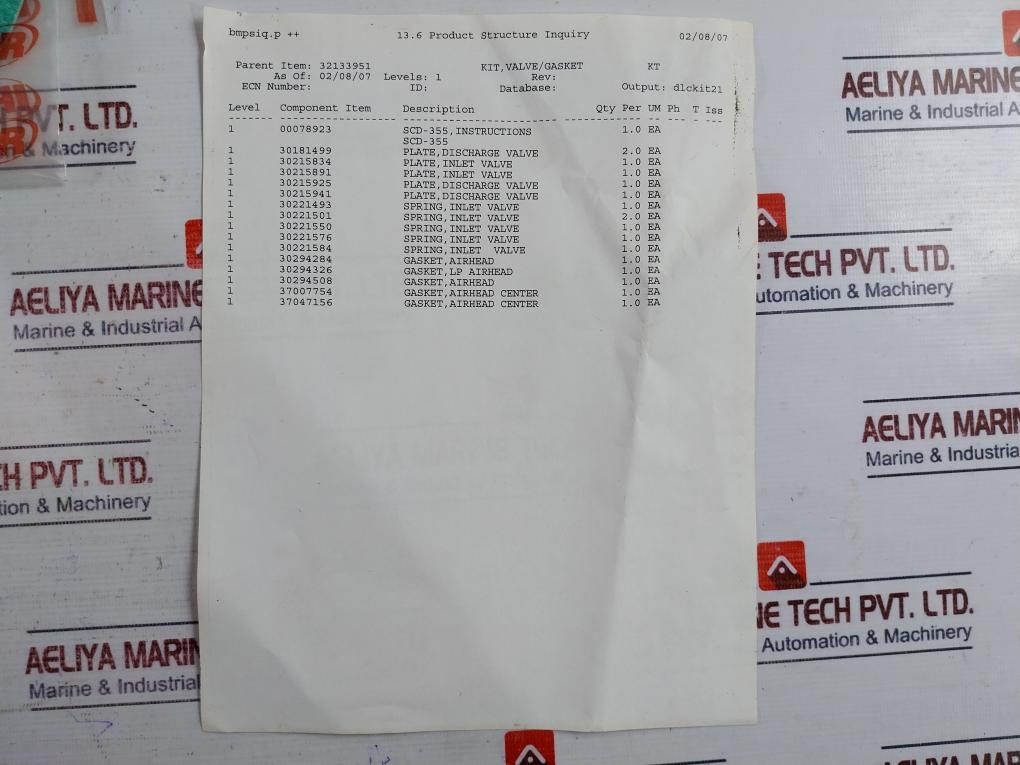 bmpsiq.p ++ 13.6 Product Structure Inquiry 02/08/07
Parent Item: 32133951 KIT,VALVE/GASKET KT
As Of: 02/08/07 Levels: 1 Rev:
ECN Number: ID: Database: Output: dlckit21
Level Component Item Description Qty Per UM Ph T Iss
1 00078923 SCD-355,INSTRUCTIONS 1.0 EA
SCD-355
1 30181499 PLATE,DISCHARGE VALVE 2.0 EA
1 30215834 PLATE,INLET VALVE 1.0 EA
1 30215891 PLATE,INLET VALVE 1.0 EA
1 30215925 PLATE,DISCHARGE VALVE 1.0 EA
1 30215941 PLATE,DISCHARGE VALVE 1.0 EA
1 30221493 SPRING,INLET VALVE 1.0 EA
1 30221501 SPRING,INLET VALVE 2.0 EA
1 30221550 SPRING,INLET VALVE 1.0 EA
1 30221576 SPRING,INLET VALVE 1.0 EA
1 30221584 SPRING,INLET VALVE 1.0 EA
1 30294284 GASKET,AIRHEAD 1.0 EA
1 30294326 GASKET,LP AIRHEAD 1.0 EA
1 30294508 GASKET,AIRHEAD 1.0 EA
1 37007754 GASKET,AIRHEAD CENTER 1.0 EA
1 37047156 GASKET,AIRHEAD CENTER 1.0 EA
T. LTD.
& Machinery
AELIYA MARINE
Marine & Industrial A
CH PVT. LTD.
tion & Machinery
AELIYA MARIN
Marine & Industrial
AELIYA MARINE
Marine & Industrial A
E TECH PVT. LTD.
utomation & Machinery
AELIYA MARIN
Marine & Industria
NE TECH PVT. LTD.
Automation & Machinery
AELIYA MARINE